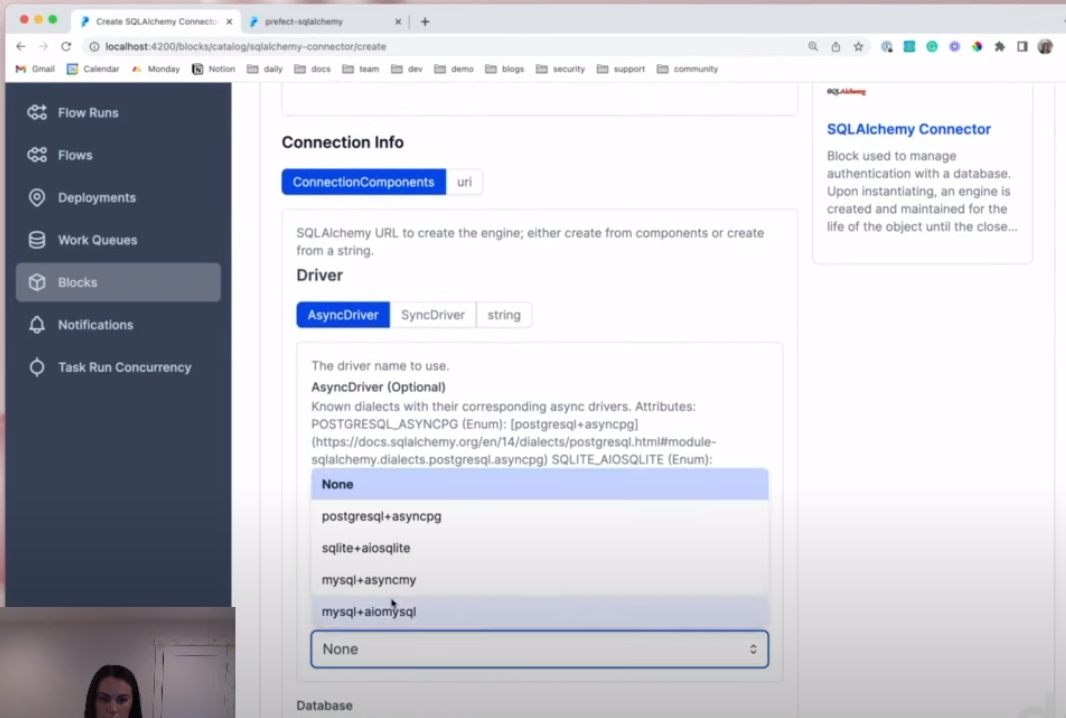 Create SQLAlchemy Connecto
prefect-sqlalchemy
localhost:4200/blocks/catalog/sqlalchemy-connector/create
Gmail Calendar Monday Notion daily docs team dev demo blogs security support community
Flow Runs
Flows
Deployments
Work Queues
Blocks
Notifications
Task Run Concurrency
Connection Info
ConnectionComponents uri
SQLAlchemy URL to create the engine; either create from components or create
from a string.
Driver
AsyncDriver SyncDriver string
The driver name to use.
AsyncDriver (Optional)
Known dialects with their corresponding async drivers. Attributes:
POSTGRESQL_ASYNCPG (Enum): [postgresql+asyncpg]
(https://docs.sqlalchemy.org/en/14/dialects/postgresql.html#module-
sqlalchemy.dialects.postgresql.asyncpg) SQLITE_AIOSQLITE (Enum):
None
postgresql+asyncpg
sqlite+aiosqlite
mysql+asyncmy
mysql+aiomysql
None
Database
SQLAlchemy
SQLAlchemy Connector
Block used to manage
authentication with a database.
Upon instantiating, an engine is
created and maintained for the
life of the object until the close...